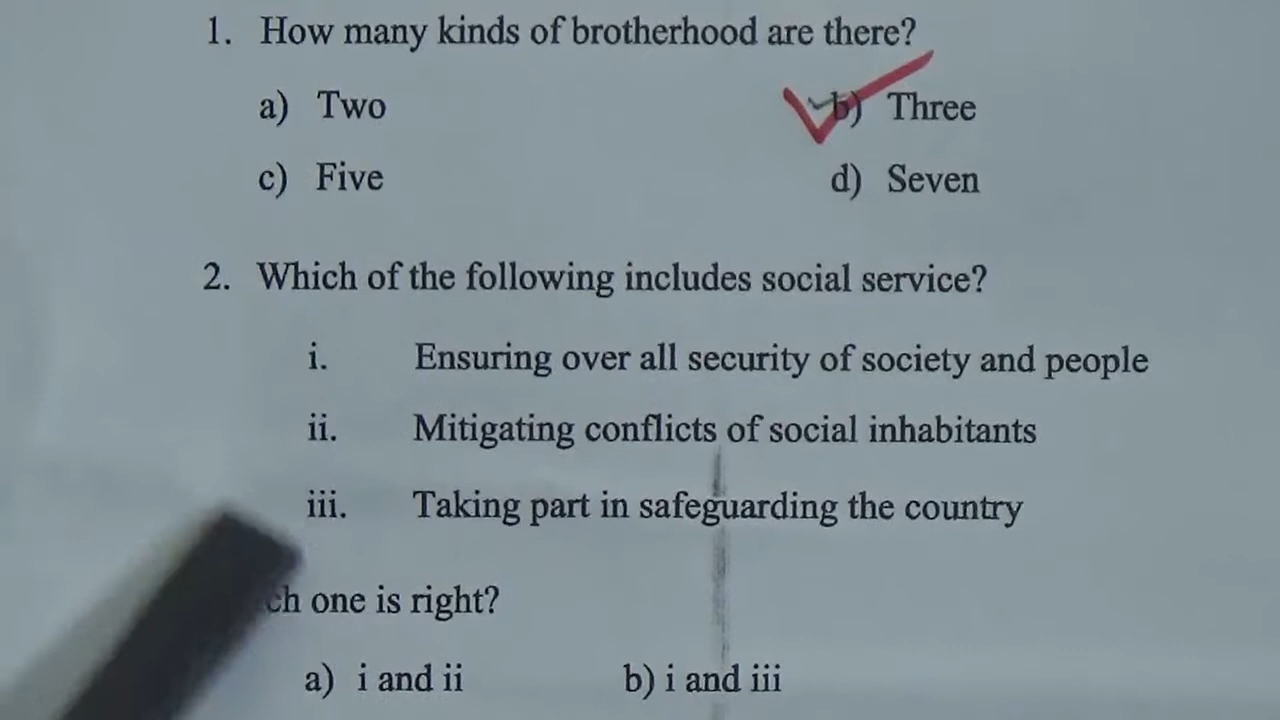 1. How many kinds of brotherhood are there?
a) Two b) Three
c) Five d) Seven
2. Which of the following includes social service?
i. Ensuring over all security of society and people
ii. Mitigating conflicts of social inhabitants
iii. Taking part in safeguarding the country
one is right?
a) i and ii b) i and iii